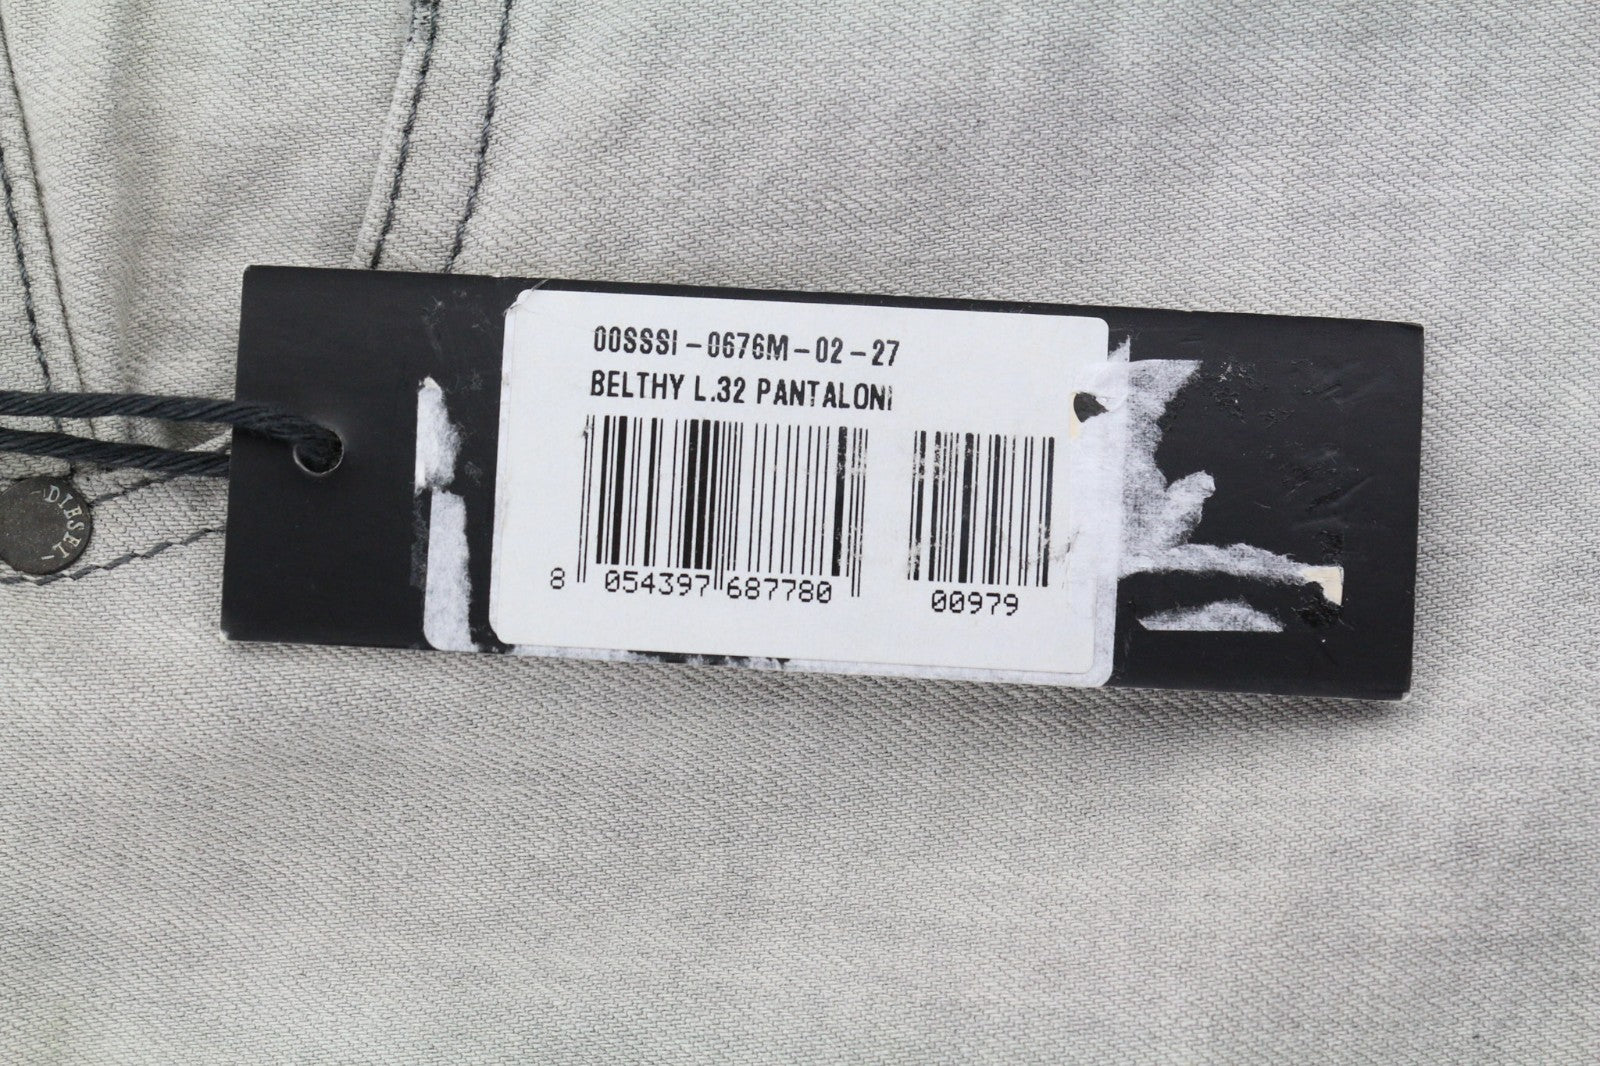 00SSSI-0676M-02-27
BELTHY L.32 PANTALONI
8 054397 687780
00979
DIESEL